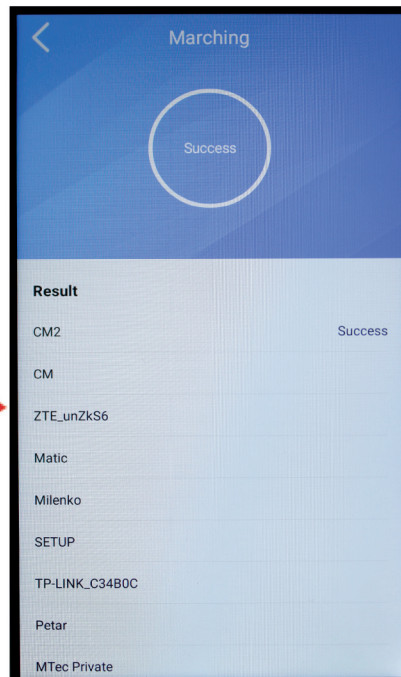 Marching
Success
Result
CM2 Success
CM
ZTE_unZkS6
Matic
Milenko
SETUP
TP-LINK_C34B0C
Petar
MTec Private